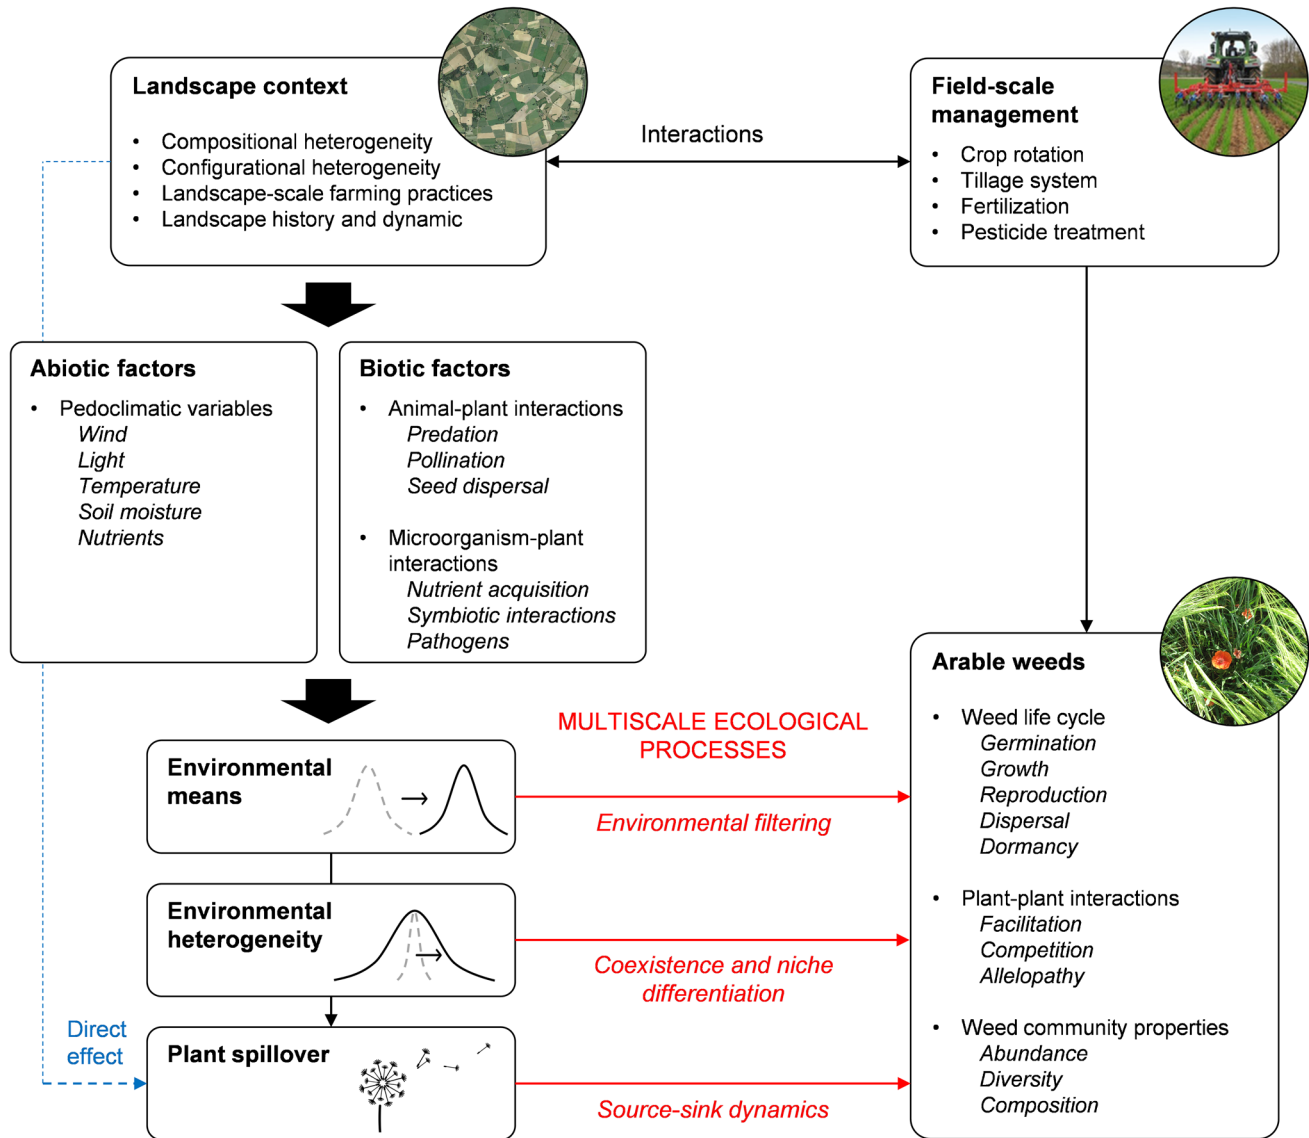 Landscape context
• Compositional heterogeneity
• Configurational heterogeneity
• Landscape-scale farming practices
• Landscape history and dynamic
Interactions
Field-scale
management
• Crop rotation
• Tillage system
• Fertilization
• Pesticide treatment
Abiotic factors
• Pedoclimatic variables
Wind
Light
Temperature
Soil moisture
Nutrients
Biotic factors
• Animal-plant interactions
Predation
Pollination
Seed dispersal
• Microorganism-plant
interactions
Nutrient acquisition
Symbiotic interactions
Pathogens
MULTISCALE ECOLOGICAL
PROCESSES
Environmental
means
Environmental filtering
Environmental
heterogeneity
Coexistence and niche
differentiation
Direct
effect
Plant spillover
Source-sink dynamics
Arable weeds
• Weed life cycle
Germination
Growth
Reproduction
Dispersal
Dormancy
• Plant-plant interactions
Facilitation
Competition
Allelopathy
• Weed community properties
Abundance
Diversity
Composition